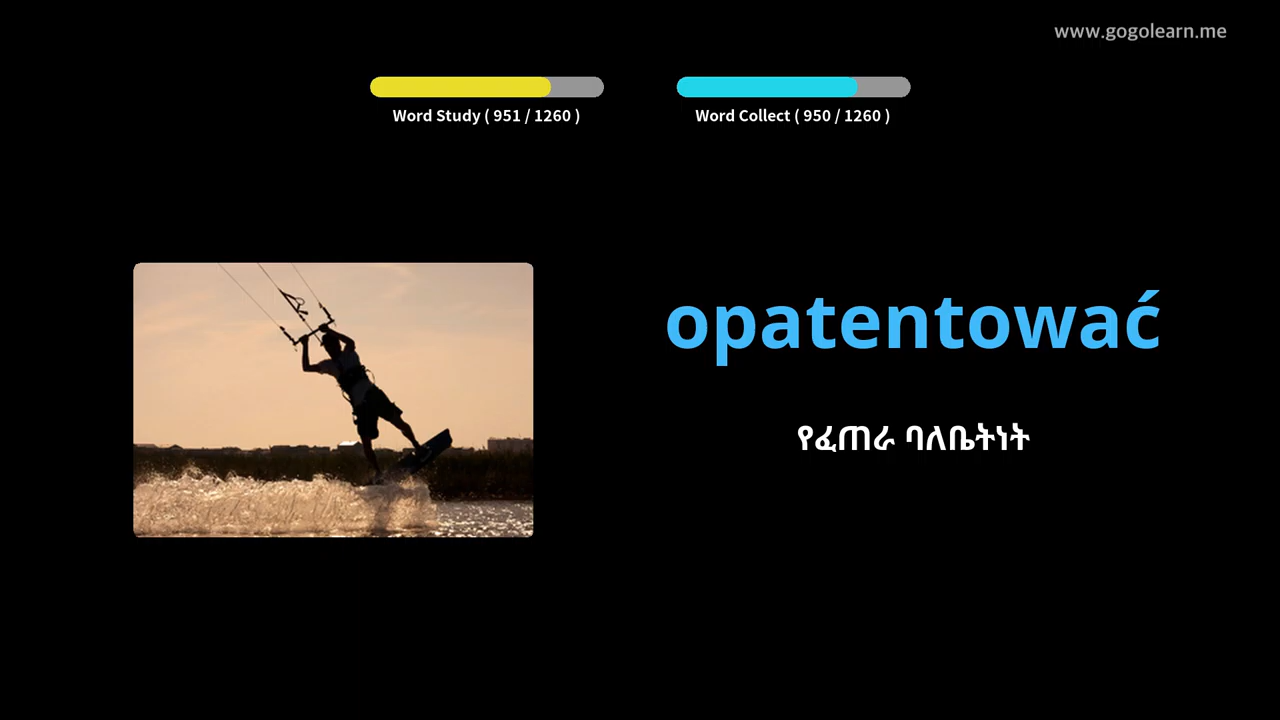 www.gogolearn.me
Word Study ( 951 / 1260 )
Word Collect ( 950 / 1260 )
opatentować
የፈጠራ ባለቤትነት